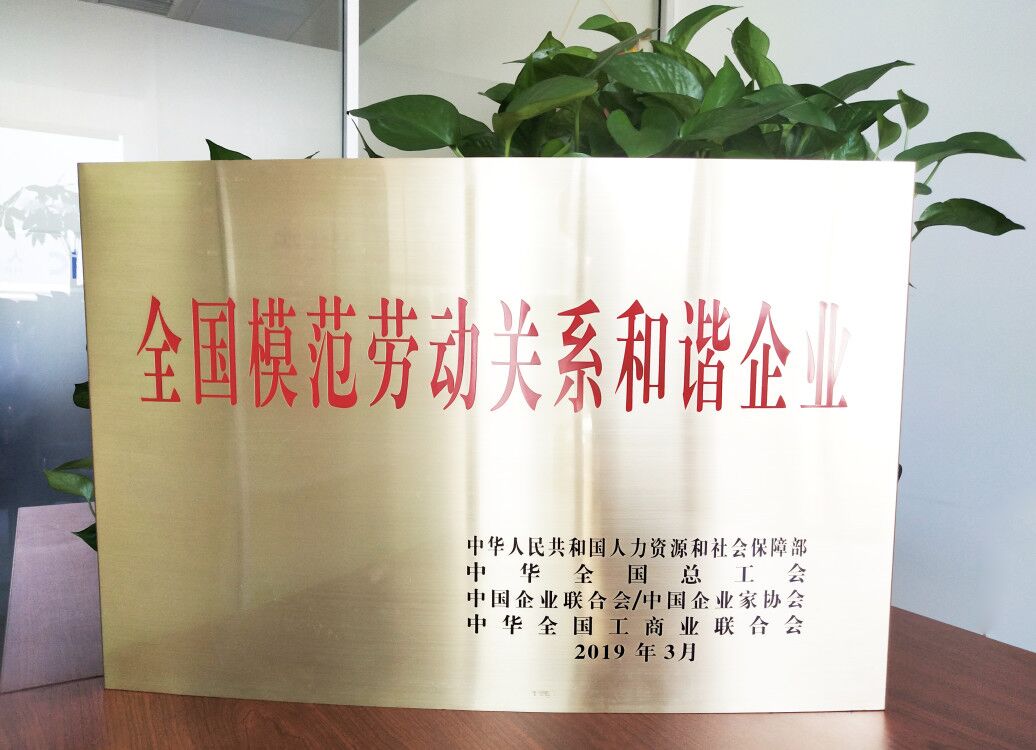 全国模范劳动关系和谐企业
中华人民共和国人力资源和社会保障部
中华全国总工会
中国企业联合会/中国企业家协会
中华全国工商业联合会
2019 年 3月